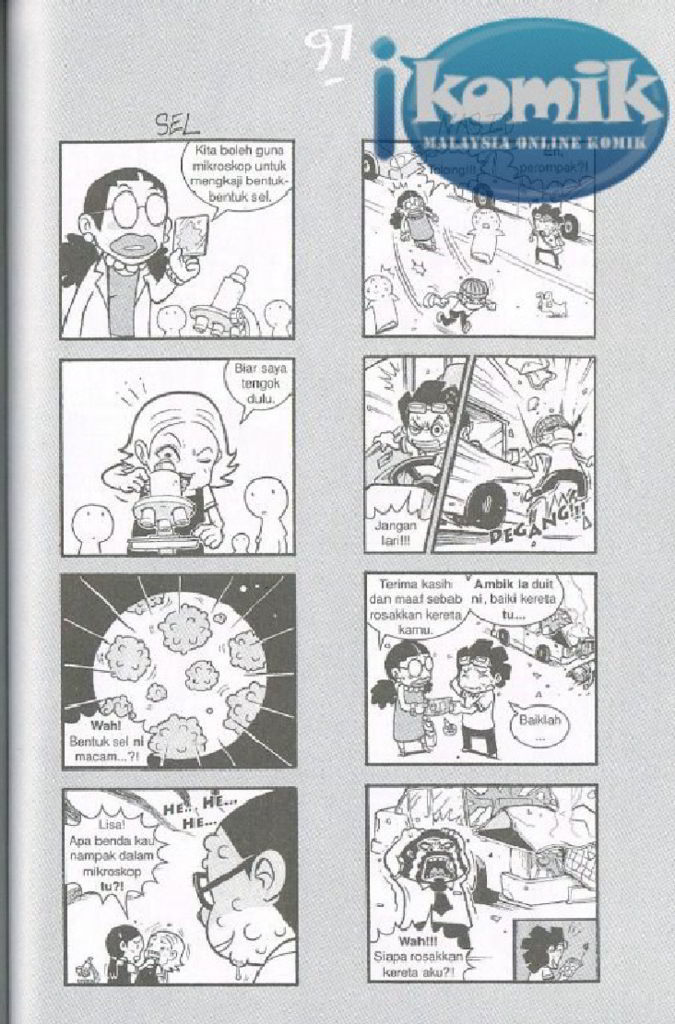 97
ikomik
MALAYSIA ONLINE KOMIK
SEL
Kita boleh guna
mikroskop untuk
mengkaji bentuk-
bentuk sel.
Biar saya
tengok
dulu.
Wah!
Bentuk sel ni
macam...?!
HE.. HE...
HE...
Lisa!
Apa benda kau
nampak dalam
mikroskop
tu?!
Tolong!!!
perompak?!
Jangan
lari!!!
DEGANG!!!
Terima kasih
dan maaf sebab
rosakkan kereta
kamu.
Ambik la duit
ni, baiki kereta
tu....
Baiklah
...
Wah!!!
Siapa rosakkan
kereta aku?!